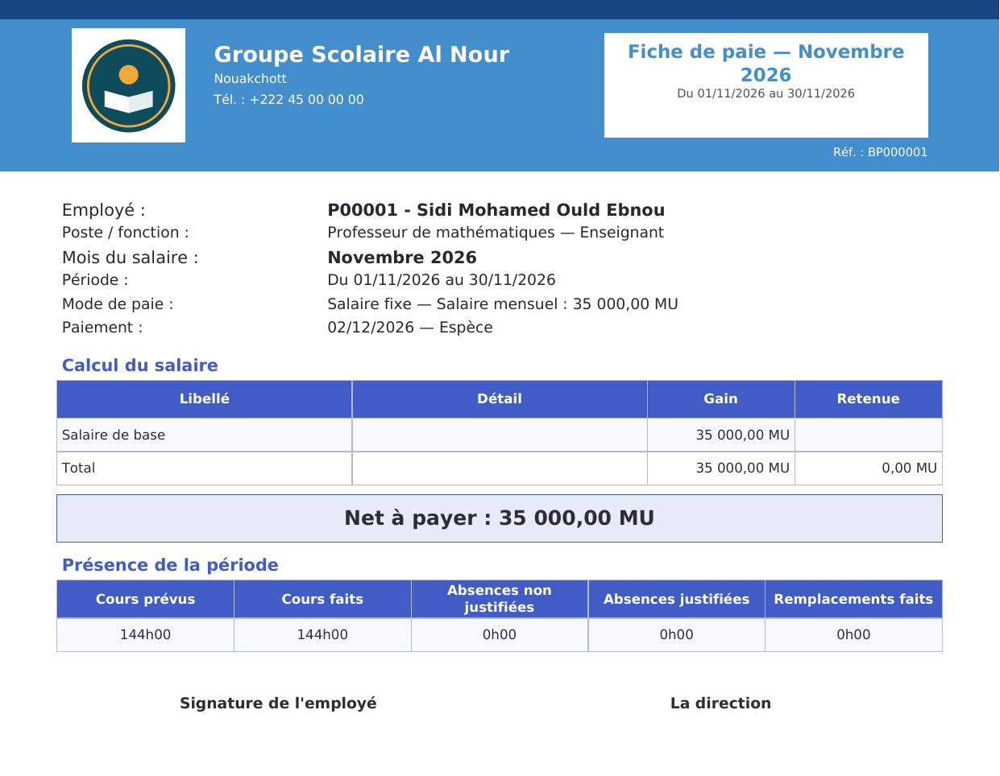 Groupe Scolaire Al Nour
Nouakchott
Tél. : +222 45 00 00 00
Fiche de paie — Novembre
2026
Du 01/11/2026 au 30/11/2026
Réf. : BP000001
Employé : P00001 - Sidi Mohamed Ould Ebnou
Poste / fonction : Professeur de mathématiques — Enseignant
Mois du salaire : Novembre 2026
Période : Du 01/11/2026 au 30/11/2026
Mode de paie : Salaire fixe — Salaire mensuel : 35 000,00 MU
Paiement : 02/12/2026 — Espèce
Calcul du salaire
Libellé Détail Gain Retenue
Salaire de base 35 000,00 MU
Total 35 000,00 MU 0,00 MU
Net à payer : 35 000,00 MU
Présence de la période
Cours prévus Cours faits Absences non justifiées Absences justifiées Remplacements faits
144h00 144h00 0h00 0h00 0h00
Signature de l'employé La direction